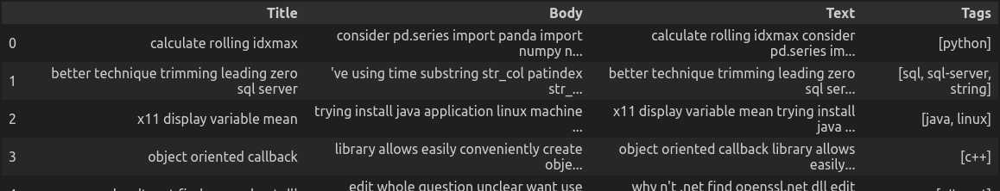 Title Body Text Tags
0 calculate rolling idxmax consider pd.series import panda import calculate rolling idxmax consider [python]
numpy n... pd.series im...
1 better technique trimming leading zero 've using time substring str_col patindex better technique trimming leading zero [sql, sql-server,
sql server str_... sql ser... string]
2 x11 display variable mean trying install java application linux machine x11 display variable mean trying install [java, linux]
... java ...
3 object oriented callback library allows easily conveniently create object oriented callback library allows [c++]
obje... easily...
edit whole question unclear want use why n't .net find openssl.net dll edit